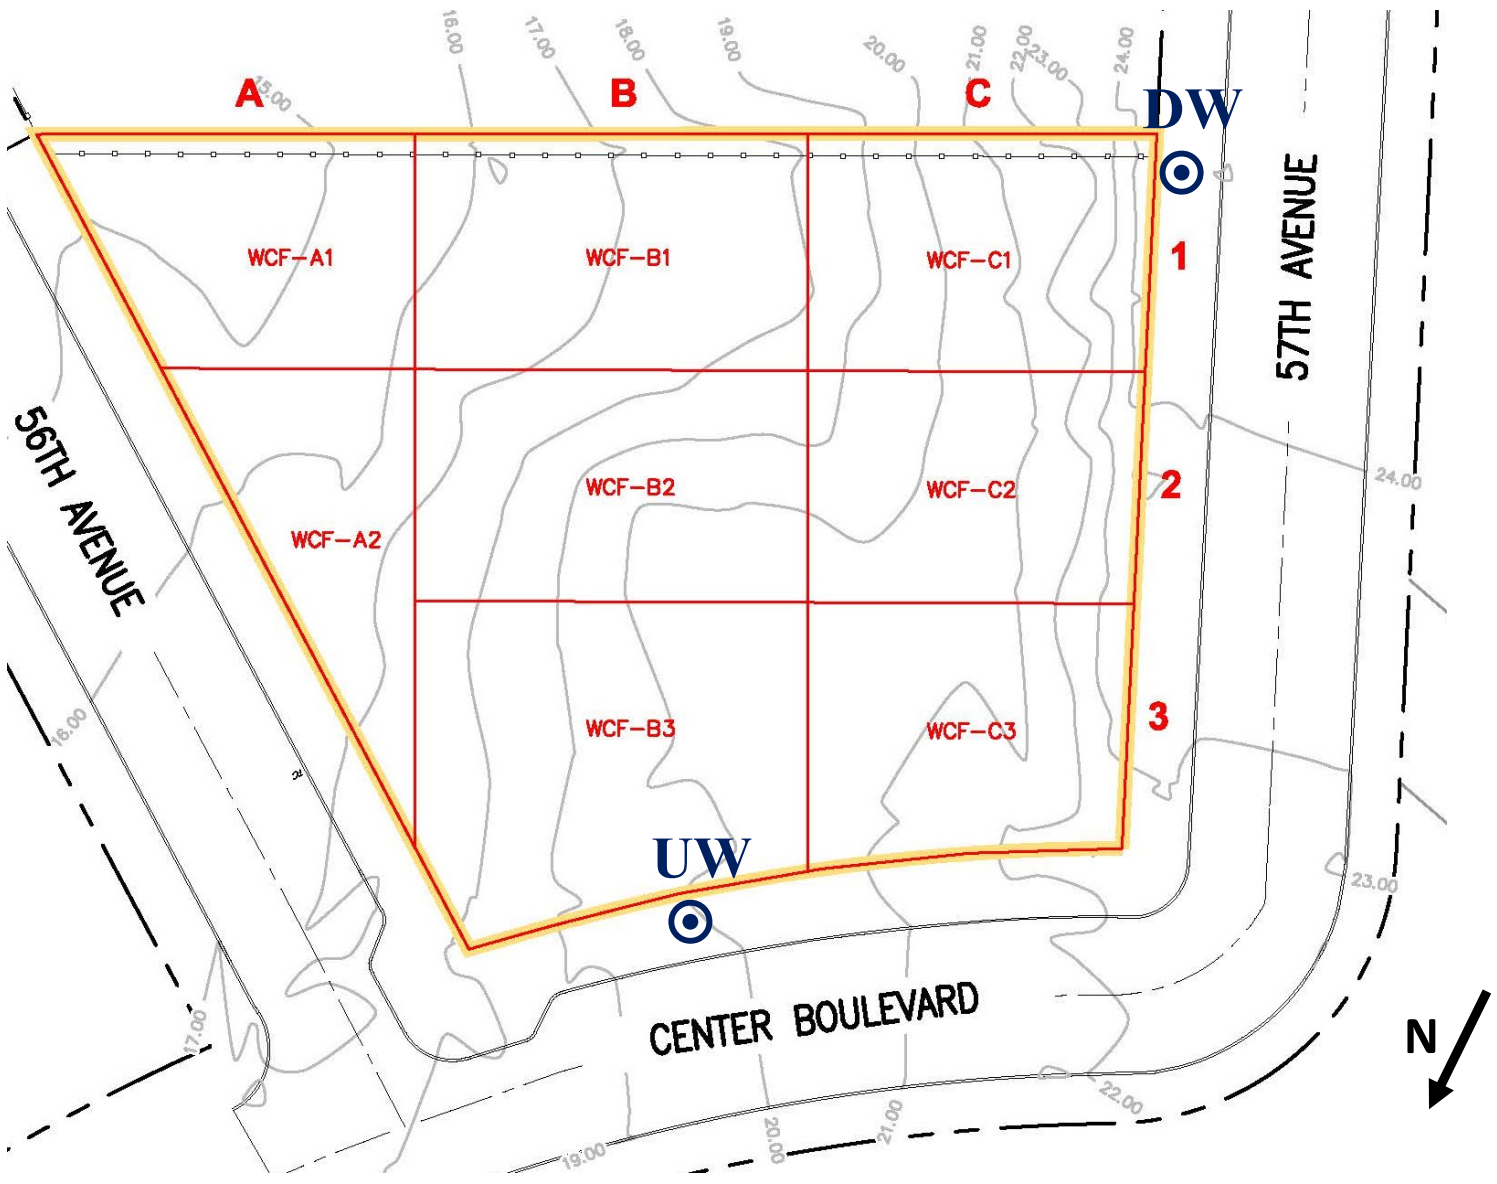 16.00
17.00
18.00
19.00
20.00
21.00
22.00
23.00
24.00
A
15.00
B
C
DW
WCF-A1
WCF-B1
WCF-C1
1
57TH AVENUE
56TH AVENUE
WCF-A2
WCF-B2
WCF-C2
2
24.00
16.00
WCF-B3
WCF-C3
3
UW
23.00
17.00
CENTER BOULEVARD
N
19.00
20.00
21.00
22.00